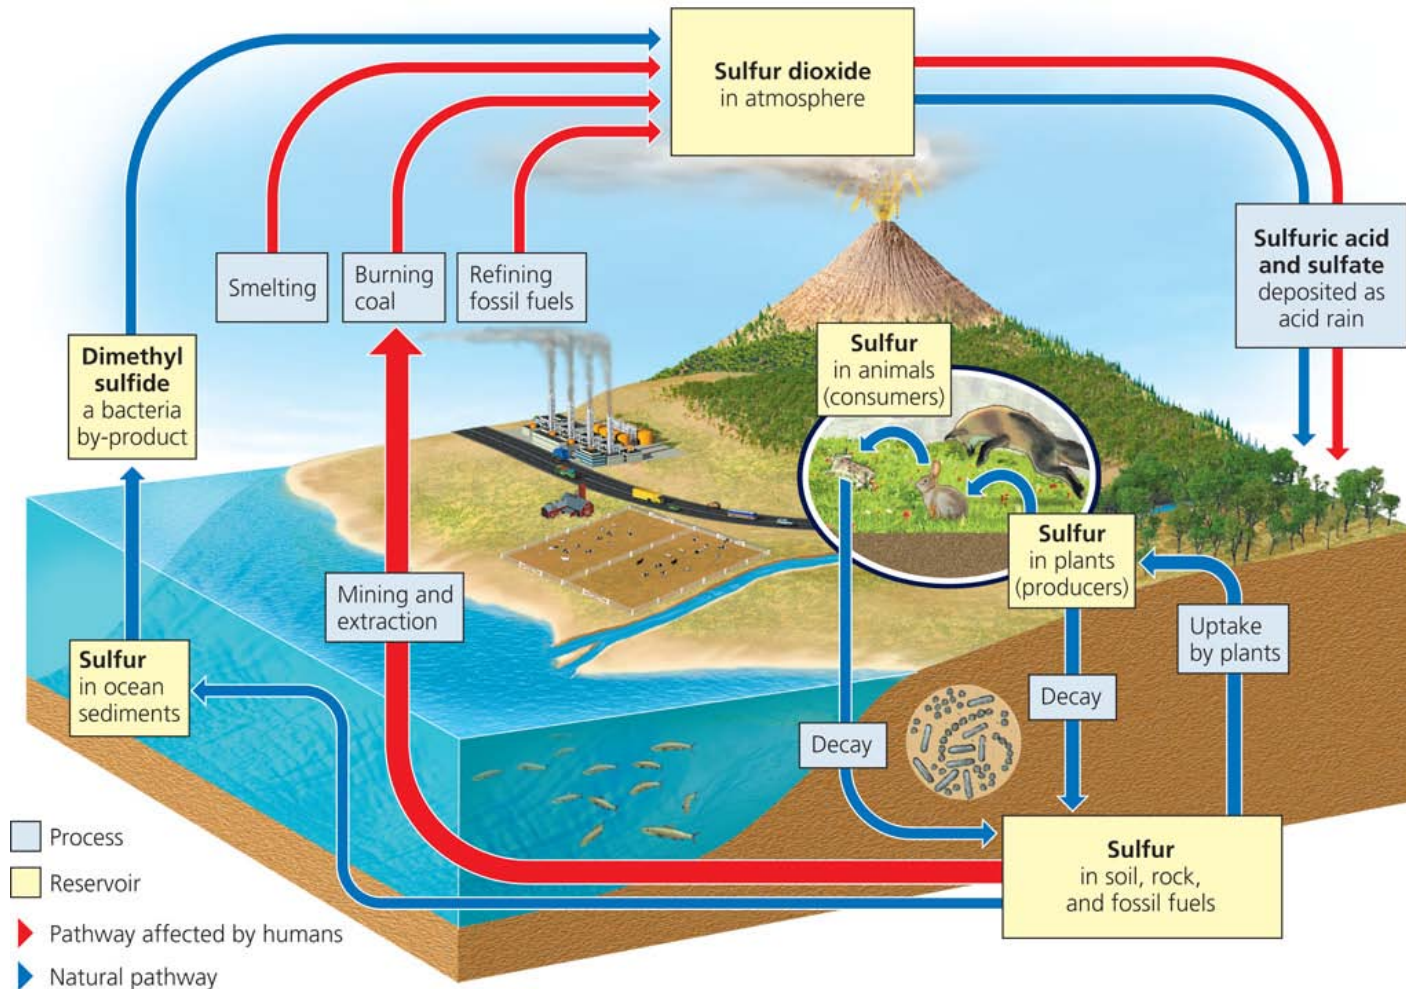 Sulfur dioxide
in atmosphere
Smelting
Burning
coal
Refining
fossil fuels
Sulfuric acid
and sulfate
deposited as
acid rain
Dimethyl
sulfide
a bacteria
by-product
Sulfur
in animals
(consumers)
Sulfur
in plants
(producers)
Mining and
extraction
Uptake
by plants
Sulfur
in ocean
sediments
Decay
Decay
Sulfur
in soil, rock,
and fossil fuels
Process
Reservoir
Pathway affected by humans
Natural pathway